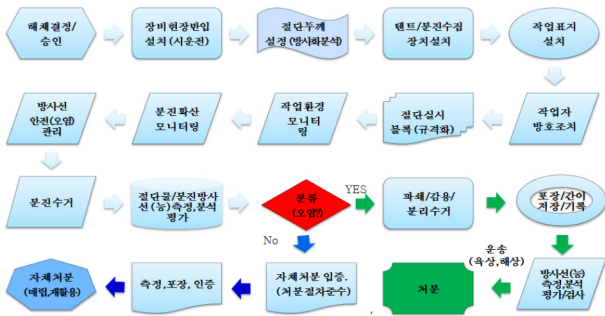 해체결정/
승인
장비현장반입
설치(시운전)
절단두께
설정(방사화분석)
텐트/분진수집
장치설치
작업표지
설치
방사선
안전(오염)
관리
분진확산
모니터링
작업환경
모니터
링
절단실시
블록(규격화)
작업자
방호조치
분진수거
절단물/분진방사
선(능)측정,분석
평가
분류
(오염?)
YES
파쇄/감용/
분리수거
포장/간이
저장/기록
No
운송
(육상,해상)
자체처분
(매립,재활용)
측정,포장, 인증
자체처분 입증.
(처분절차준수)
처분
방사선(능)
측정,분석
평가/검사